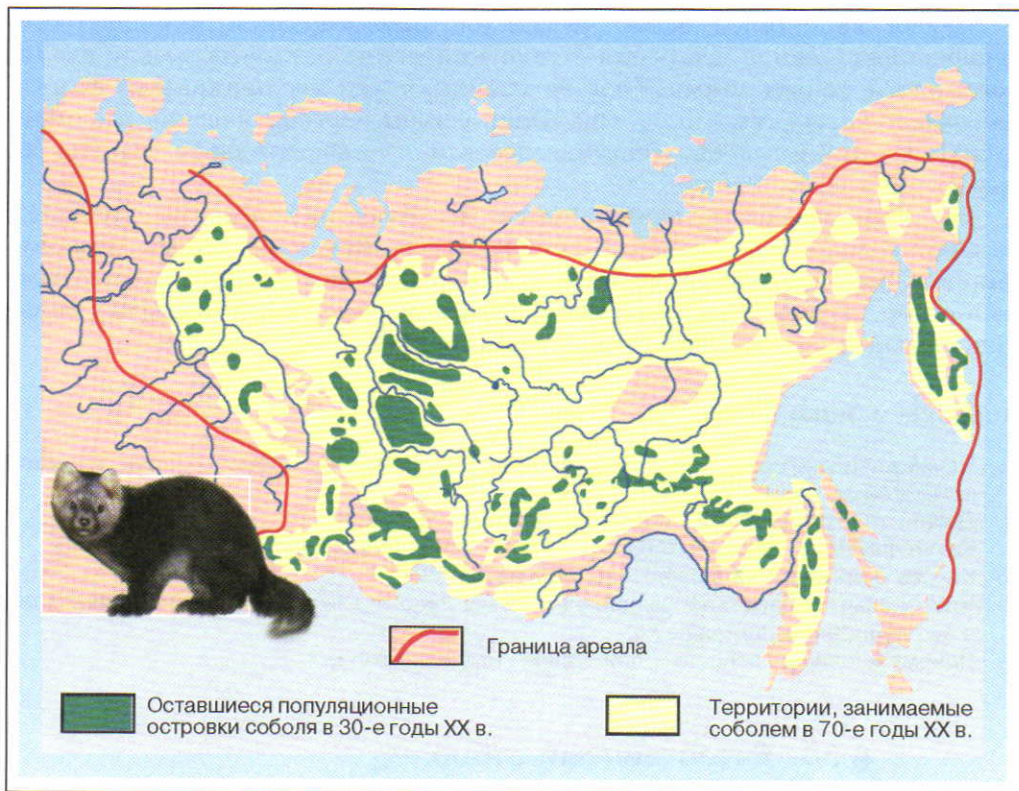 Граница ареала
Оставшиеся популяционные
островки соболя в 30-е годы XX в.
Территории, занимаемые
соболем в 70-е годы XX в.